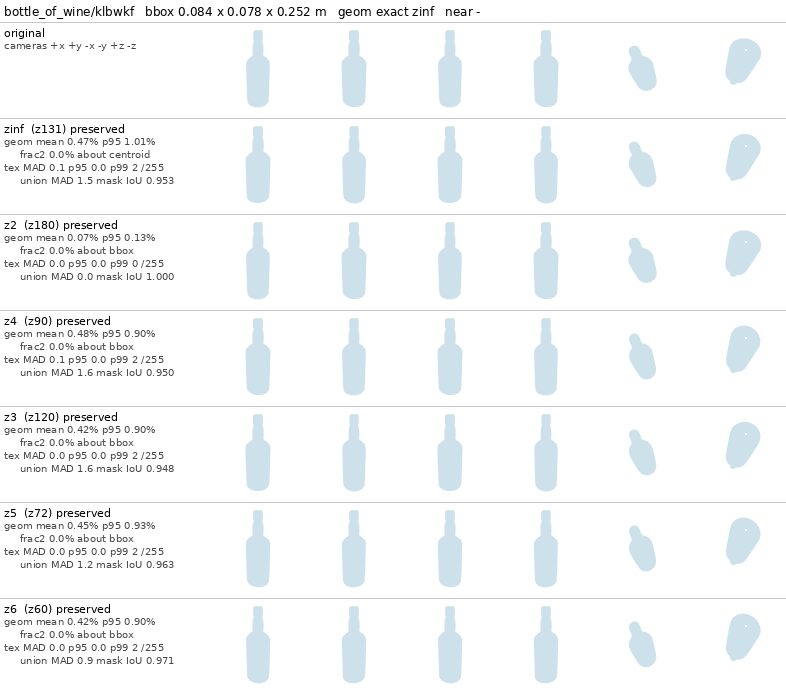 bottle_of_wine/klbwkf bbox 0.084 x 0.078 x 0.252 m geom exact zinf near -
original
cameras +x +y -x -y +z -z
zinf (z131) preserved
geom mean 0.47% p95 1.01%
frac2 0.0% about centroid
tex MAD 0.1 p95 0.0 p99 2 /255
union MAD 1.5 mask IoU 0.953
z2 (z180) preserved
geom mean 0.07% p95 0.13%
frac2 0.0% about bbox
tex MAD 0.0 p95 0.0 p99 0 /255
union MAD 0.0 mask IoU 1.000
z4 (z90) preserved
geom mean 0.48% p95 0.90%
frac2 0.0% about bbox
tex MAD 0.1 p95 0.0 p99 2 /255
union MAD 1.6 mask IoU 0.950
z3 (z120) preserved
geom mean 0.42% p95 0.90%
frac2 0.0% about bbox
tex MAD 0.0 p95 0.0 p99 2 /255
union MAD 1.6 mask IoU 0.948
z5 (z72) preserved
geom mean 0.45% p95 0.93%
frac2 0.0% about bbox
tex MAD 0.0 p95 0.0 p99 2 /255
union MAD 1.2 mask IoU 0.963
z6 (z60) preserved
geom mean 0.42% p95 0.90%
frac2 0.0% about bbox
tex MAD 0.0 p95 0.0 p99 2 /255
union MAD 0.9 mask IoU 0.971